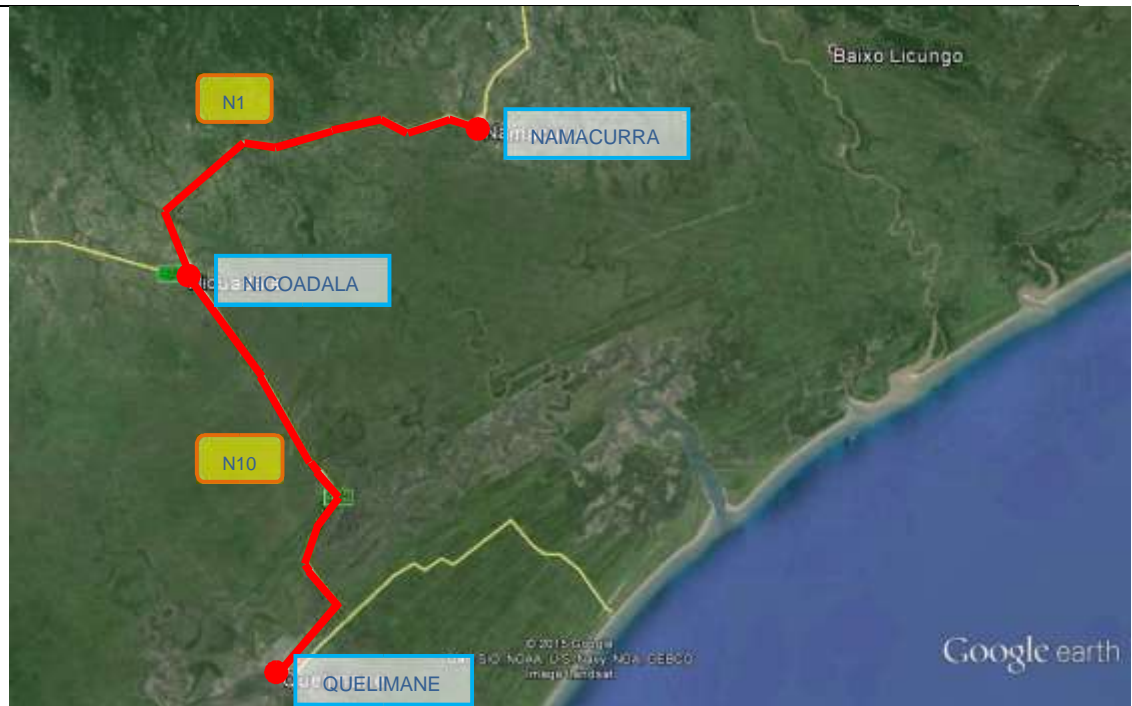 Baixo Licungo
N1
NAMACURRA
NICOADALA
N10
QUELIMANE
© 2015 Google
SIO, NOAA, U.S. Navy, NGA, GEBCO
Image Landsat
Google earth